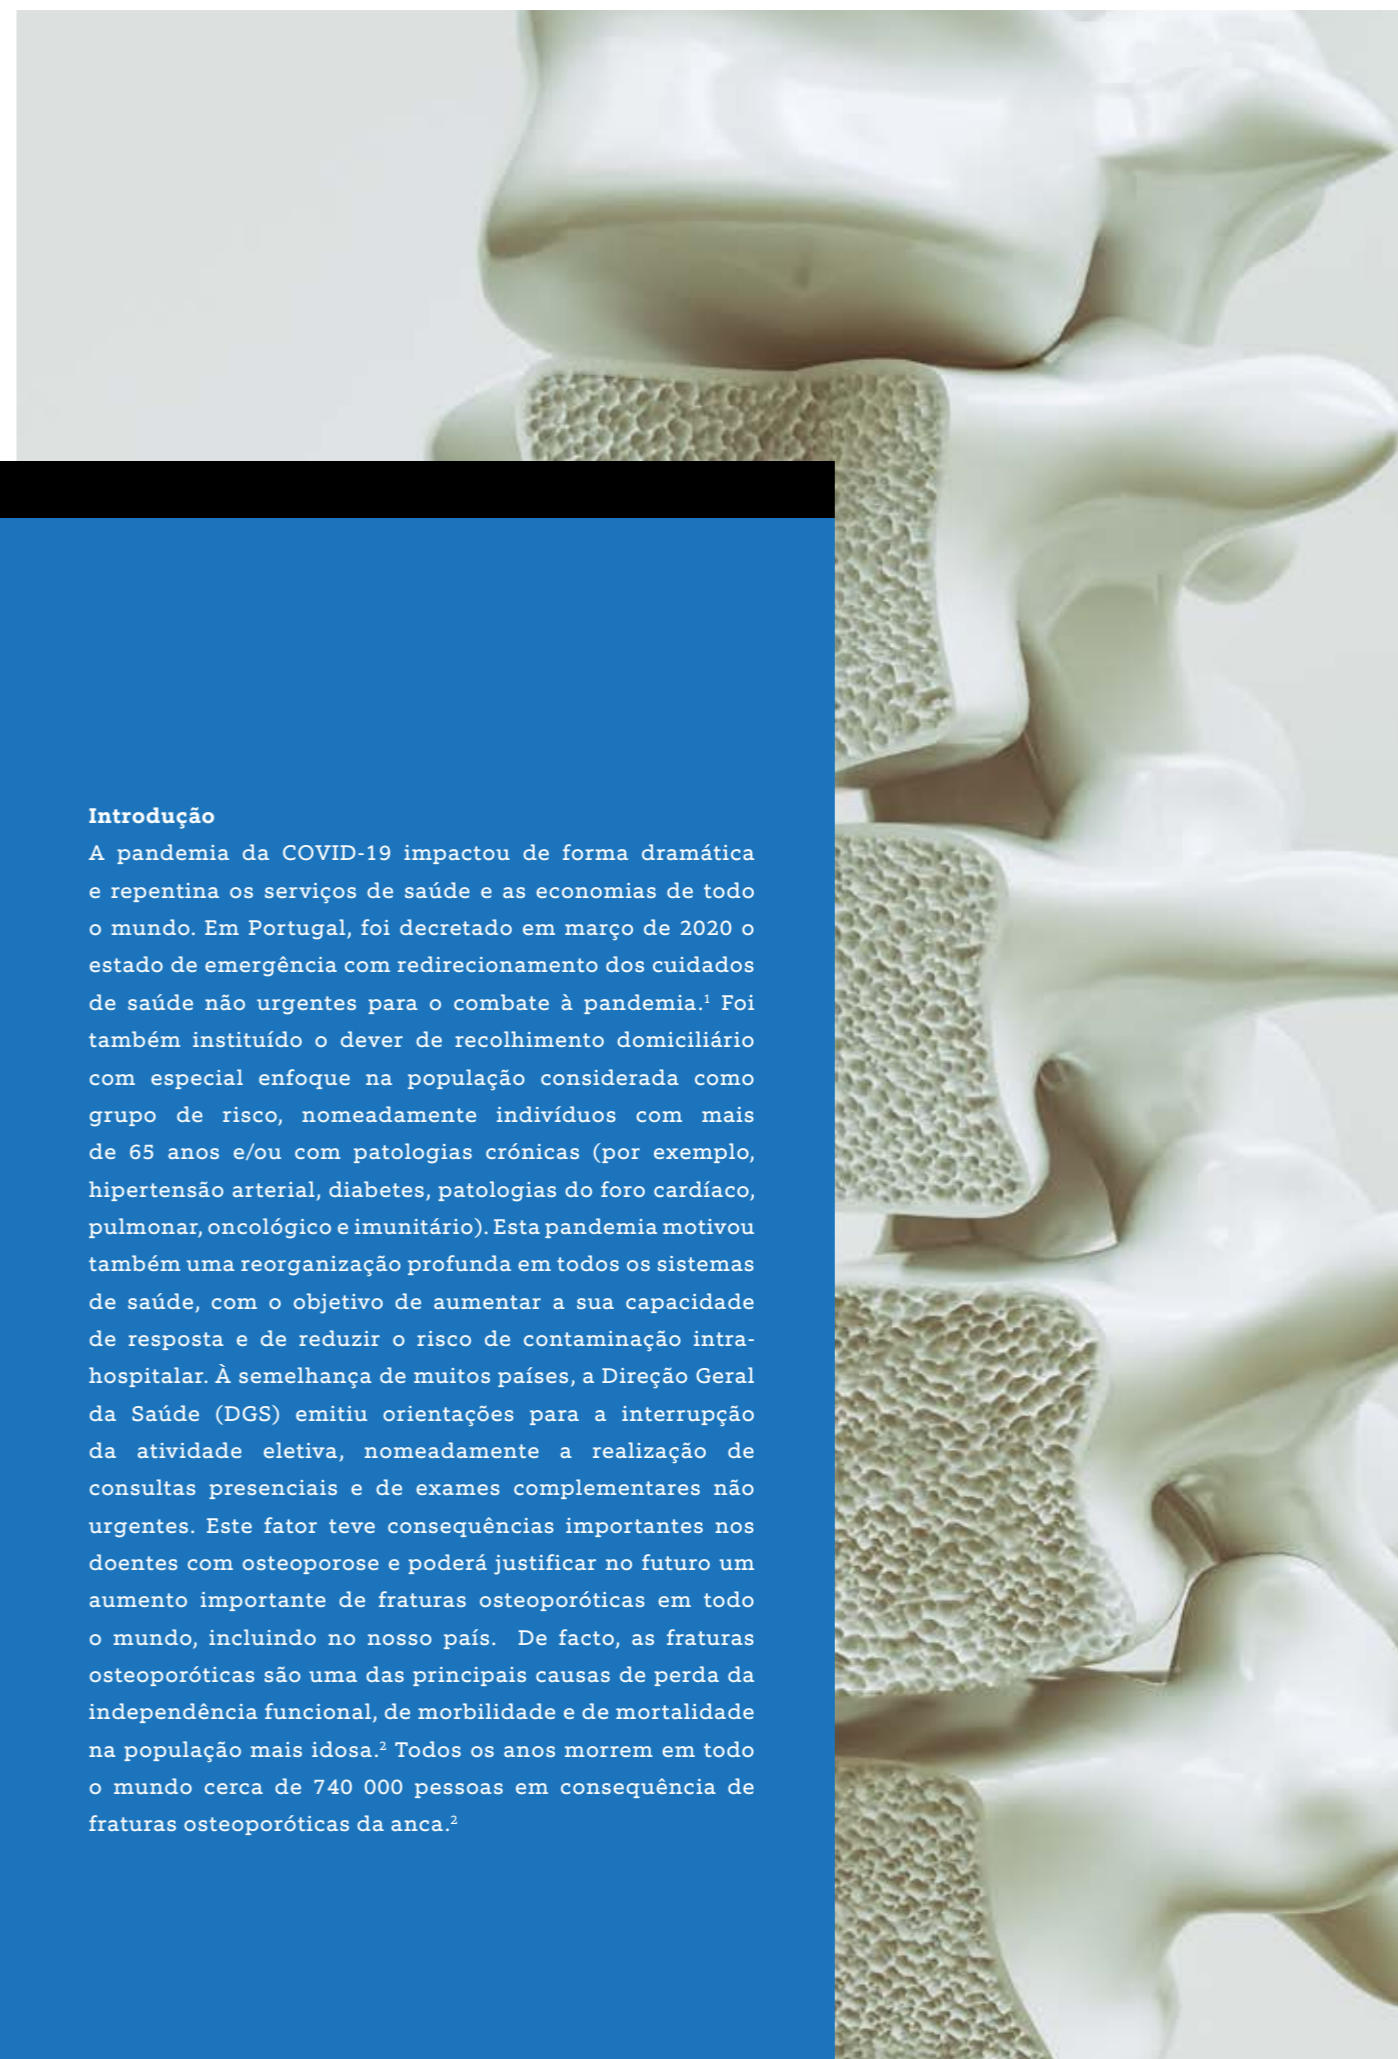 Introdução
A pandemia da COVID-19 impactou de forma dramática
e repentina os serviços de saúde e as economias de todo
o mundo. Em Portugal, foi decretado em março de 2020 o
estado de emergência com redirecionamento dos cuidados
de saúde não urgentes para o combate à pandemia.¹ Foi
também instituído o dever de recolhimento domiciliário
com especial enfoque na população considerada como
grupo de risco, nomeadamente indivíduos com mais
de 65 anos e/ou com patologias crónicas (por exemplo,
hipertensão arterial, diabetes, patologias do foro cardíaco,
pulmonar, oncológico e imunitário). Esta pandemia motivou
também uma reorganização profunda em todos os sistemas
de saúde, com o objetivo de aumentar a sua capacidade
de resposta e de reduzir o risco de contaminação intra-
hospitalar. À semelhança de muitos países, a Direção Geral
da Saúde (DGS) emitiu orientações para a interrupção
da atividade eletiva, nomeadamente a realização de
consultas presenciais e de exames complementares não
urgentes. Este fator teve consequências importantes nos
doentes com osteoporose e poderá justificar no futuro um
aumento importante de fraturas osteoporóticas em todo
o mundo, incluindo no nosso país. De facto, as fraturas
osteoporóticas são uma das principais causas de perda da
independência funcional, de morbilidade e de mortalidade
na população mais idosa.² Todos os anos morrem em todo
o mundo cerca de 740 000 pessoas em consequência de
fraturas osteoporóticas da anca.²